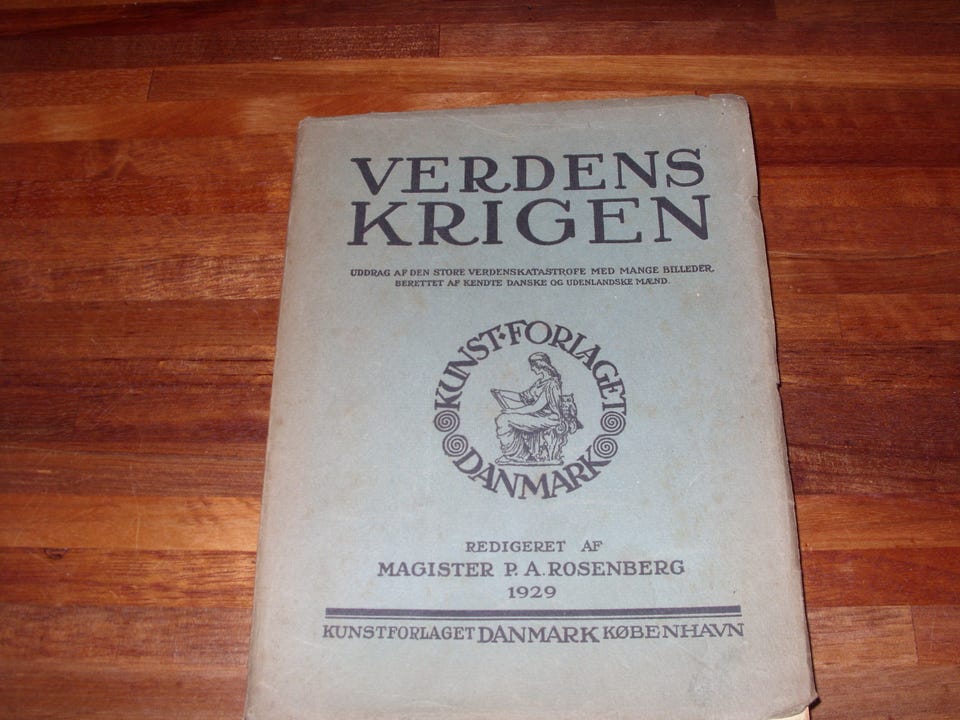 VERDENS
KRIGEN
UDDRAG AF DEN STORE VERDENSKATASTROFE MED MANGE BILLEDER,
BERETTET AF KENDTE DANSKE OG UDENLANDSKE MÆND.
KUNST·FORLAGET
DANMARK
REDIGERET AF
MAGISTER P. A. ROSENBERG
1929
KUNSTFORLAGET DANMARK KØBENHAVN